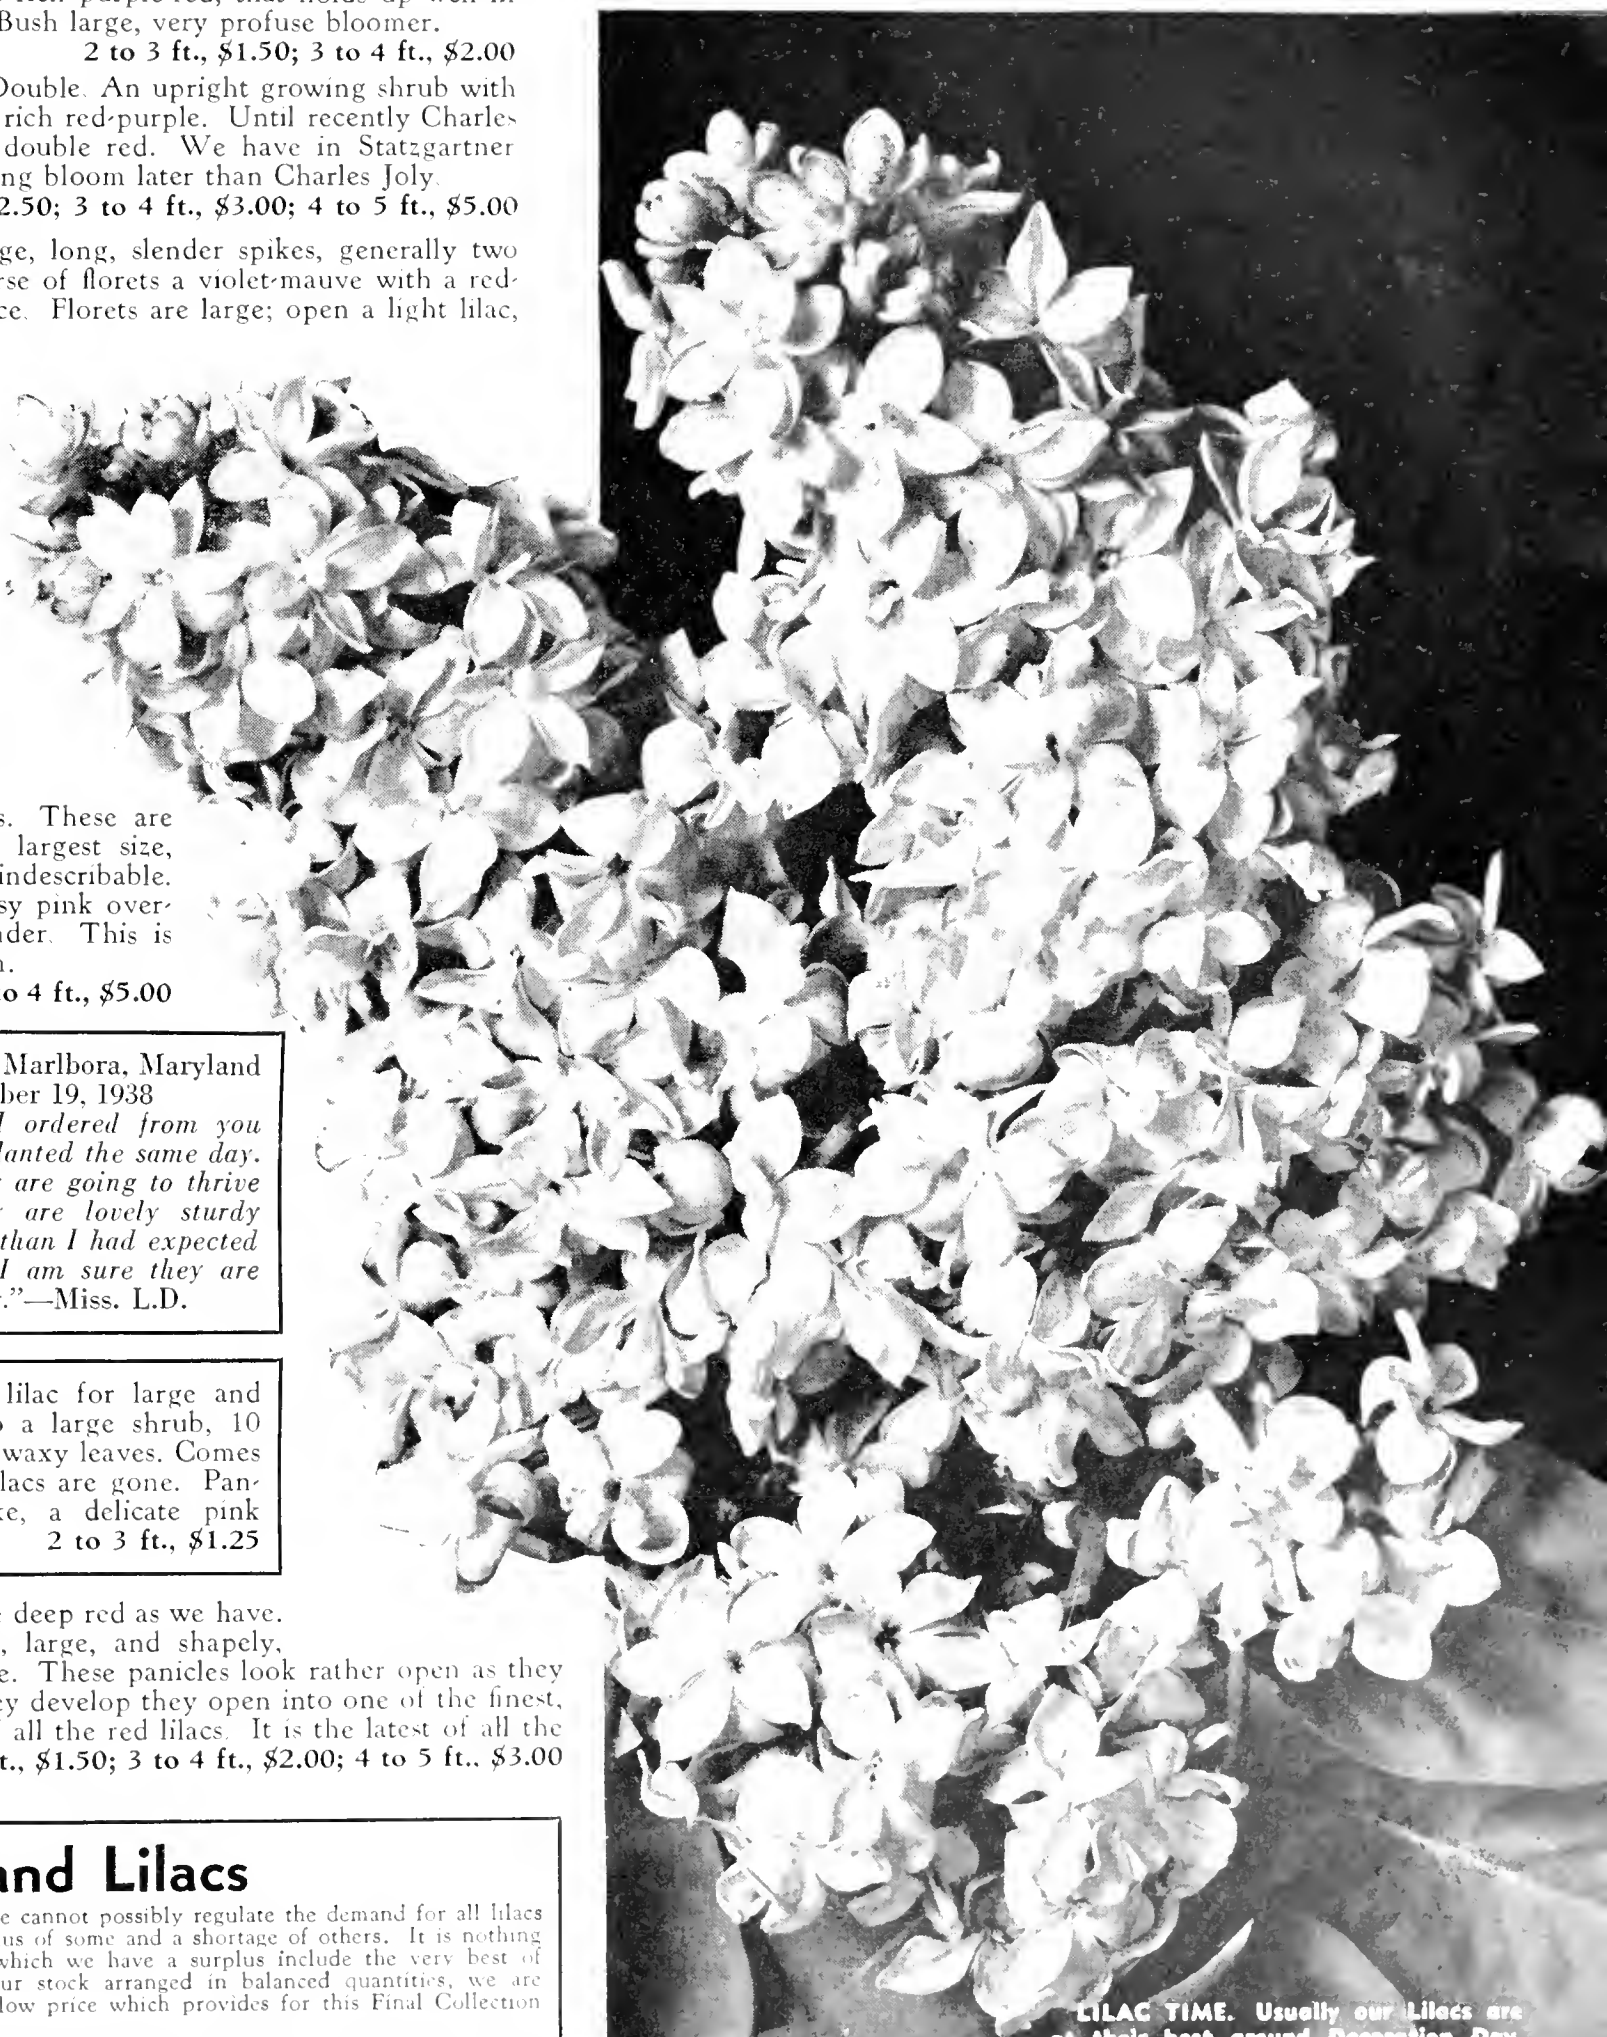 Bush large, very profuse bloomer.
2 to 3 ft., $1.50; 3 to 4 ft., $2.00
Double. An upright growing shrub with
rich red-purple. Until recently Charles
double red. We have in Statzgartner
ng bloom later than Charles Joly.
2.50; 3 to 4 ft., $3.00; 4 to 5 ft., $5.00
ge, long, slender spikes, generally two
rse of florets a violet-mauve with a red-
ce. Florets are large; open a light lilac,
s. These are
largest size,
indescribable.
sy pink over-
nder. This is
n.
to 4 ft., $5.00
Marlbora, Maryland
ber 19, 1938
I ordered from you
lanted the same day.
are going to thrive
are lovely sturdy
than I had expected
I am sure they are
."—Miss. L.D.
lilac for large and
a large shrub, 10
waxy leaves. Comes
lacs are gone. Pan-
ke, a delicate pink
2 to 3 ft., $1.25
deep red as we have.
, large, and shapely,
e. These panicles look rather open as they
ey develop they open into one of the finest,
all the red lilacs. It is the latest of all the
t., $1.50; 3 to 4 ft., $2.00; 4 to 5 ft., $3.00
and Lilacs
e cannot possibly regulate the demand for all lilacs
us of some and a shortage of others. It is nothing
which we have a surplus include the very best of
ur stock arranged in balanced quantities, we are
low price which provides for this Final Collection
LILAC TIME. Usually our Lilacs are
their best around Decoration Day